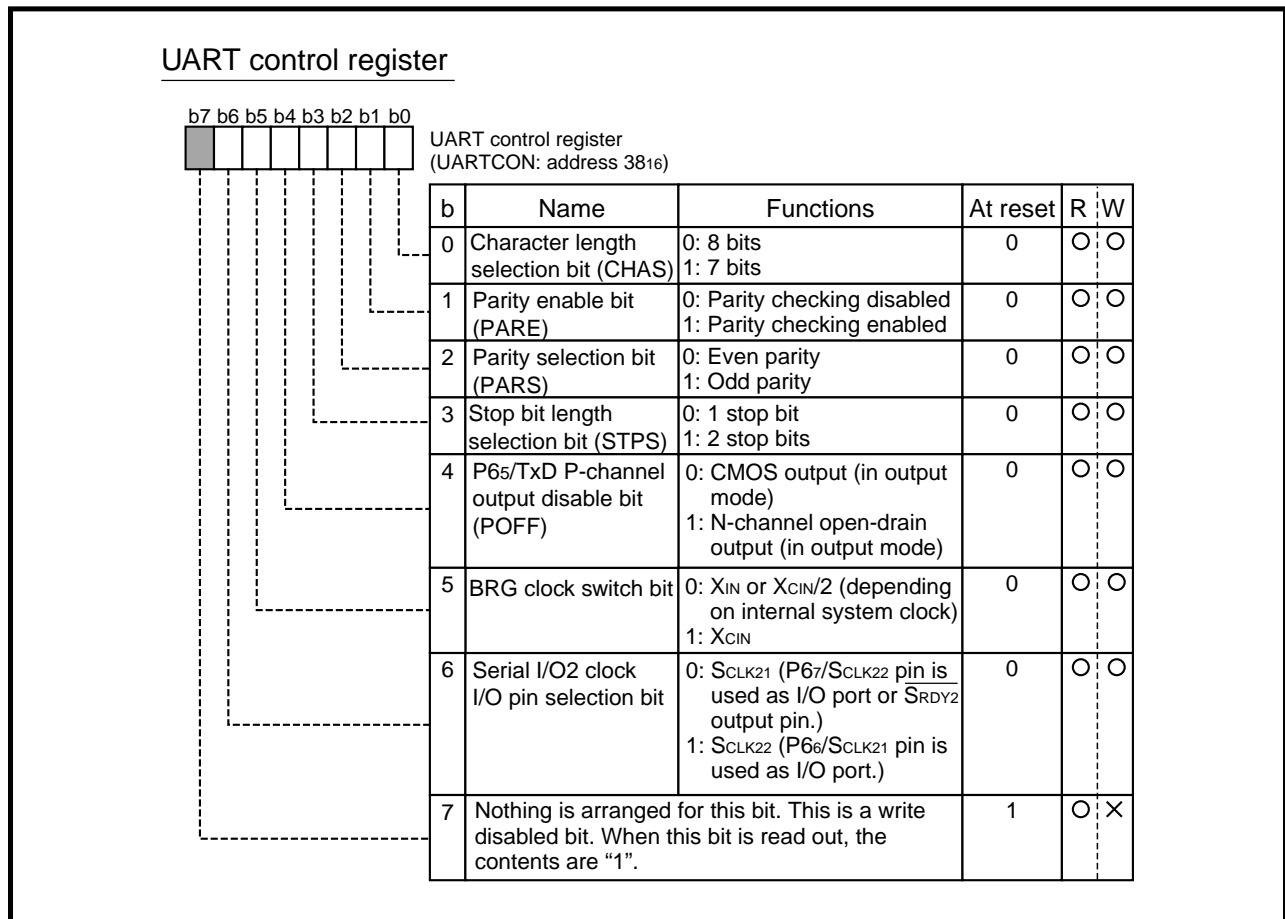 UART control register
b7 b6 b5 b4 b3 b2 b1 b0
UART control register
(UARTCON: address 3816)
b Name Functions At reset R W
0 Character length selection bit (CHAS) 0: 8 bits 1: 7 bits 0 O O
1 Parity enable bit (PARE) 0: Parity checking disabled 1: Parity checking enabled 0 O O
2 Parity selection bit (PARS) 0: Even parity 1: Odd parity 0 O O
3 Stop bit length selection bit (STPS) 0: 1 stop bit 1: 2 stop bits 0 O O
4 P65/TxD P-channel output disable bit (POFF) 0: CMOS output (in output mode) 1: N-channel open-drain output (in output mode) 0 O O
5 BRG clock switch bit 0: XIN or XCIN/2 (depending on internal system clock) 1: XCIN 0 O O
6 Serial I/O2 clock I/O pin selection bit 0: SCLK21 (P67/SCLK22 pin is used as I/O port or SRDY2 output pin.) 1: SCLK22 (P66/SCLK21 pin is used as I/O port.) 0 O O
7 Nothing is arranged for this bit. This is a write disabled bit. When this bit is read out, the contents are “1”. 1 O ×